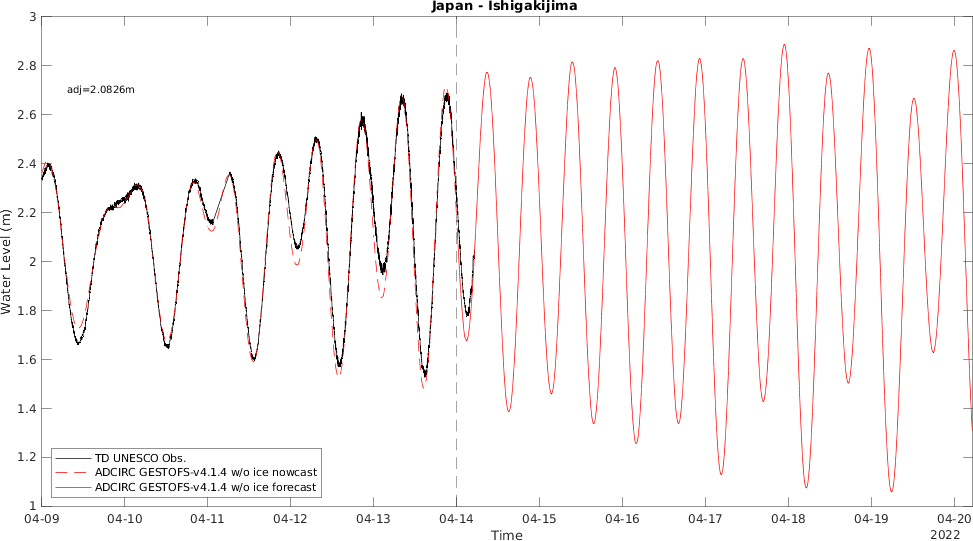 Japan - Ishigakijima
3
2.8
2.6
2.4
2.2
2
1.8
1.6
1.4
1.2
1
Water Level (m)
adj=2.0826m
TD UNESCO Obs.
ADCIRC GESTOFS-v4.1.4 w/o ice nowcast
ADCIRC GESTOFS-v4.1.4 w/o ice forecast
04-09 04-10 04-11 04-12 04-13 04-14 04-15 04-16 04-17 04-18 04-19 04-20
Time
2022